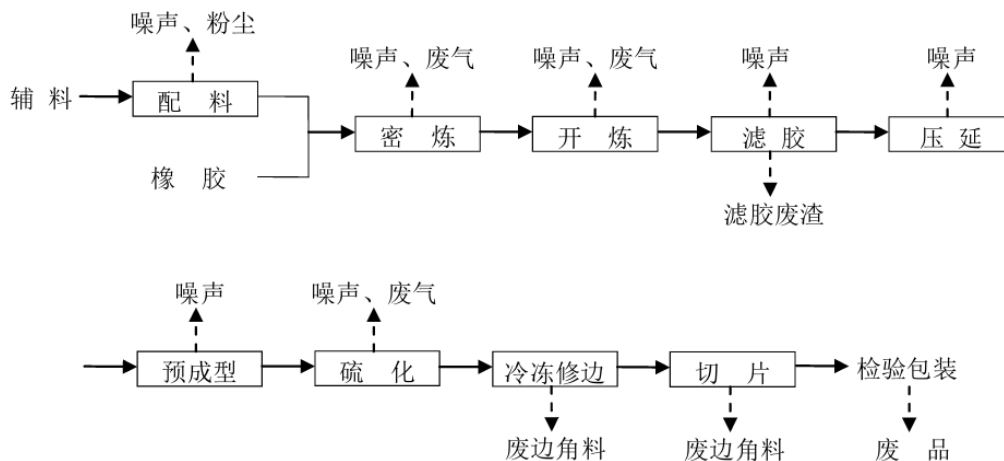 噪声、粉尘
噪声、废气
噪声、废气
噪声
噪声
辅 料
配 料
密 炼
开 炼
滤 胶
压 延
橡 胶
滤胶废渣
噪声
噪声、废气
预成型
硫 化
冷冻修边
切 片
检验包装
废边角料
废边角料
废 品